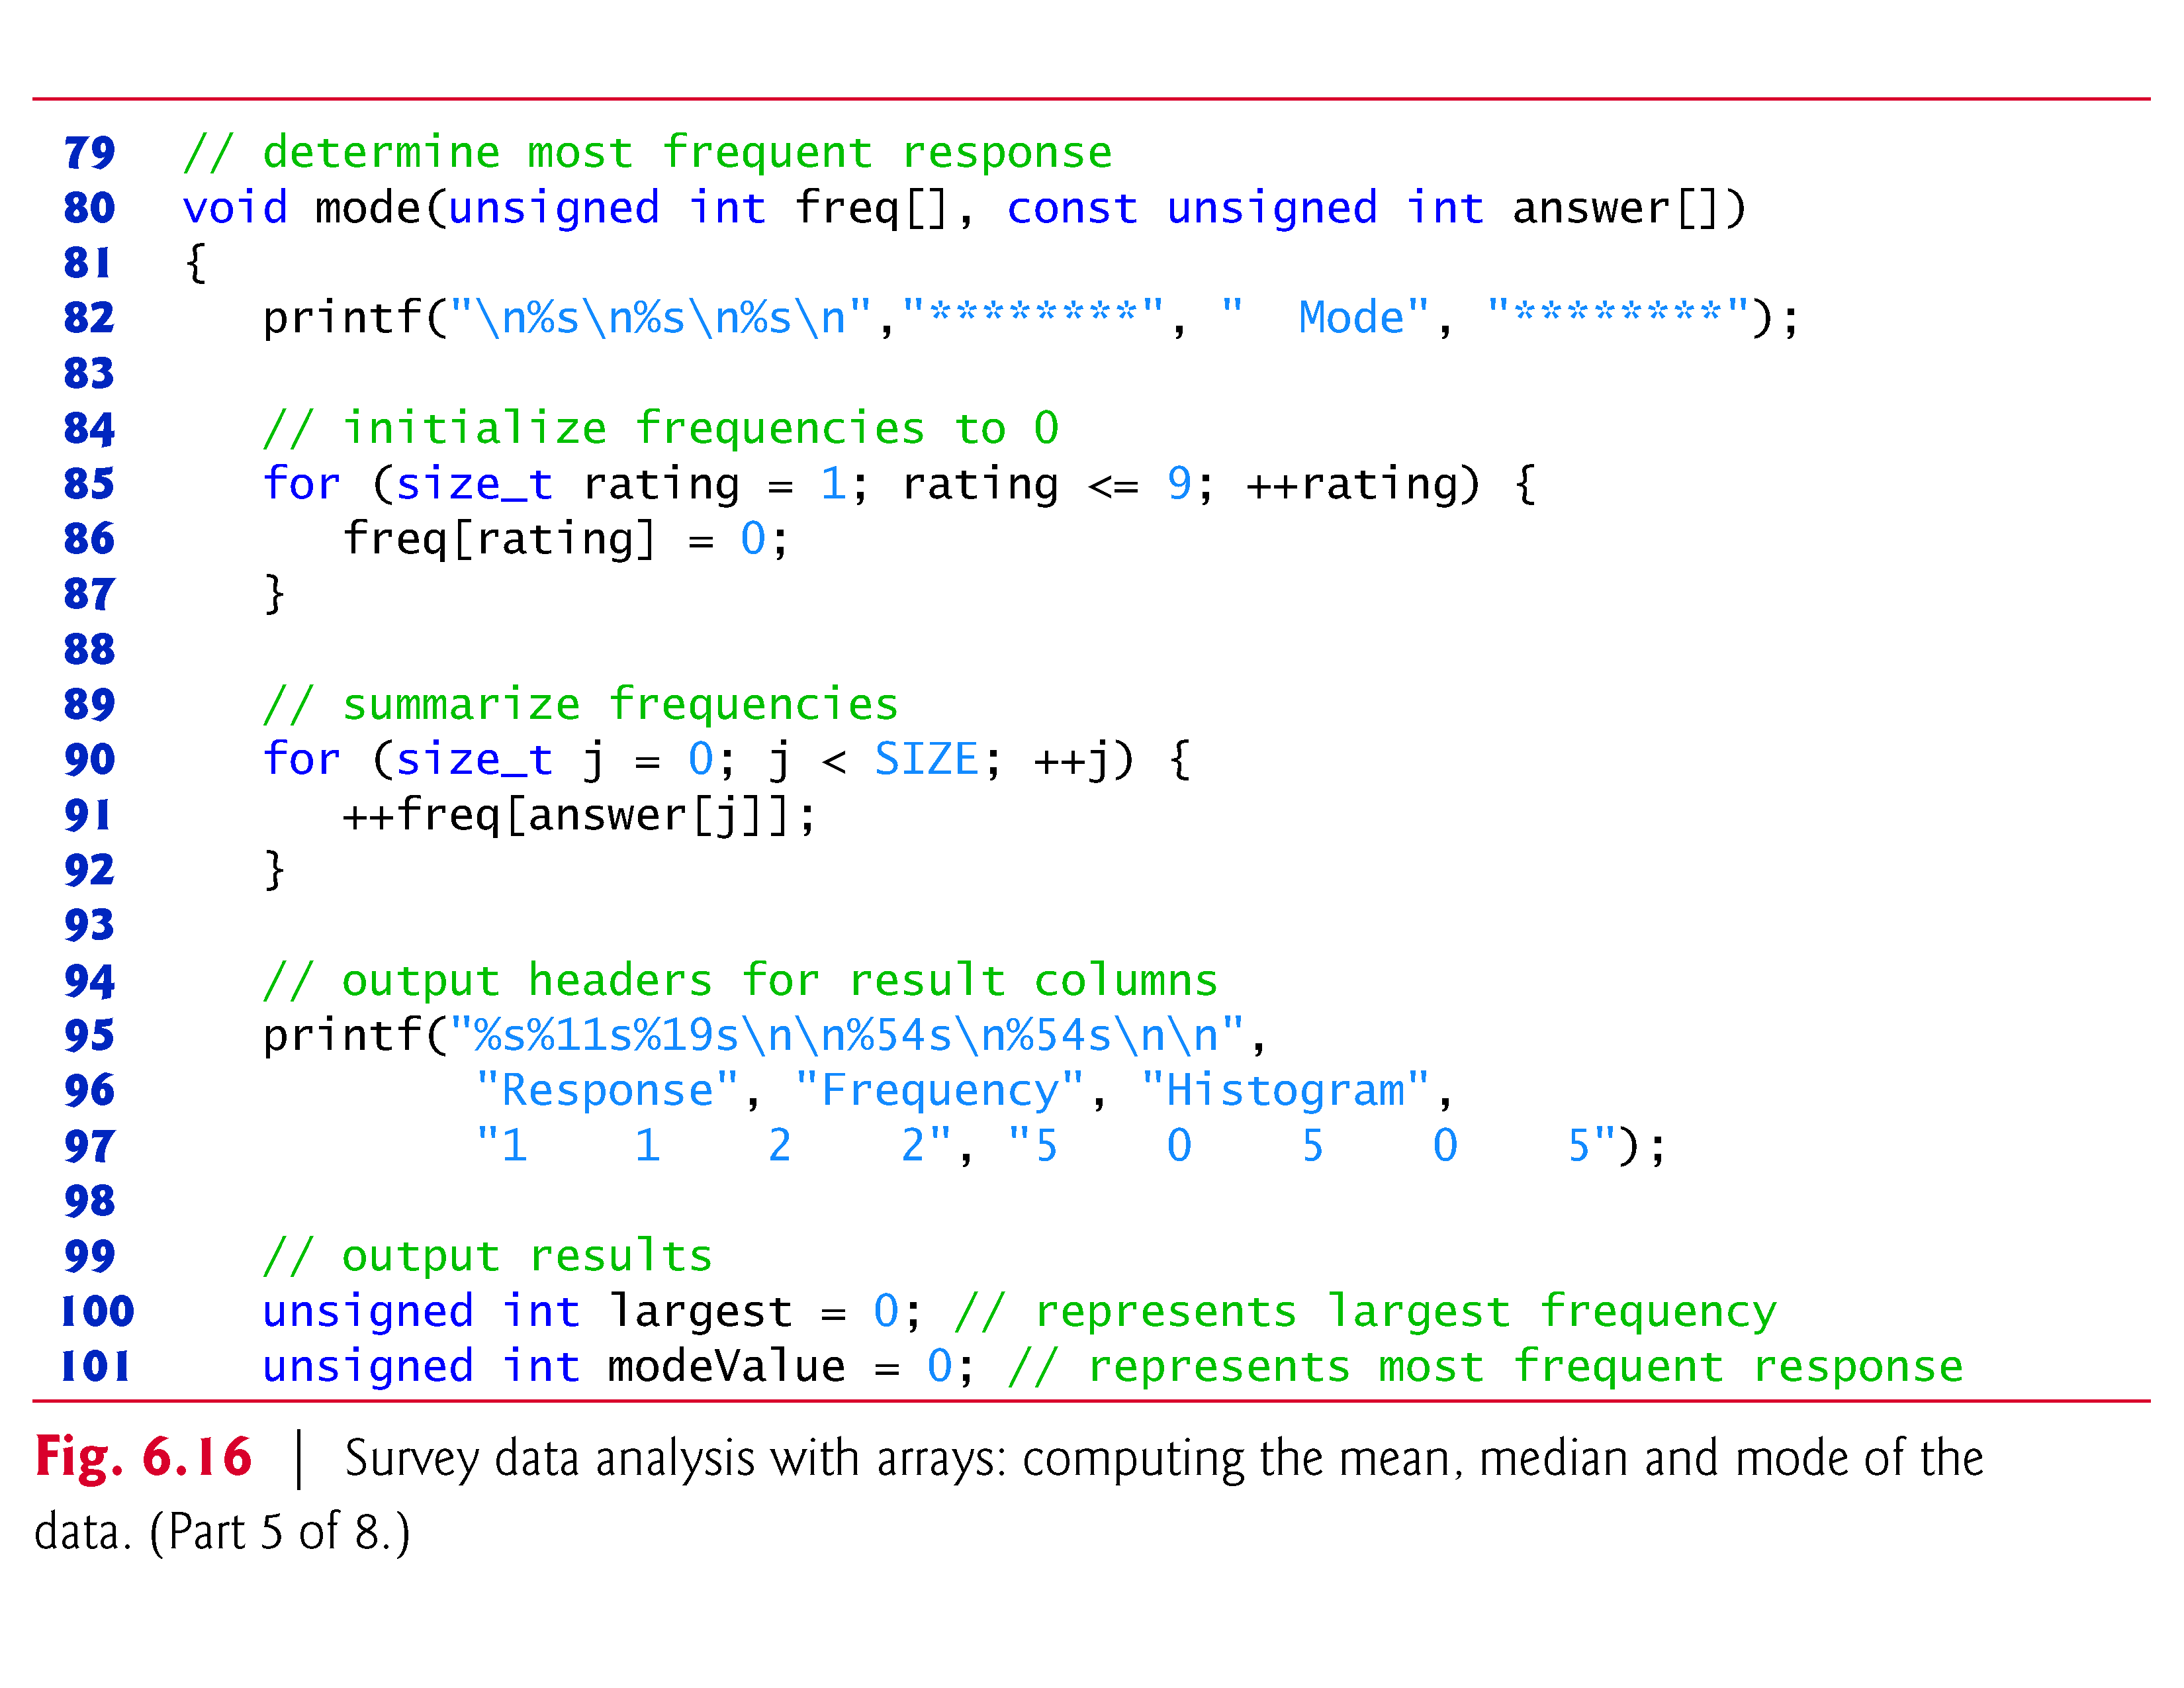 79 // determine most frequent response
80 void mode(unsigned int freq[], const unsigned int answer[])
81 {
82    printf("\n%s\n%s\n%s\n","********", "  Mode", "********");
83
84    // initialize frequencies to 0
85    for (size_t rating = 1; rating <= 9; ++rating) {
86       freq[rating] = 0;
87    }
88
89    // summarize frequencies
90    for (size_t j = 0; j < SIZE; ++j) {
91       ++freq[answer[j]];
92    }
93
94    // output headers for result columns
95    printf("%s%11s%19s\n\n%54s\n%54s\n\n",
96            "Response", "Frequency", "Histogram",
97            "1    1    2    2", "5    0    5    0    5");
98
99    // output results
100    unsigned int largest = 0; // represents largest frequency
101    unsigned int modeValue = 0; // represents most frequent response
Fig. 6.16 | Survey data analysis with arrays: computing the mean, median and mode of the
data. (Part 5 of 8.)